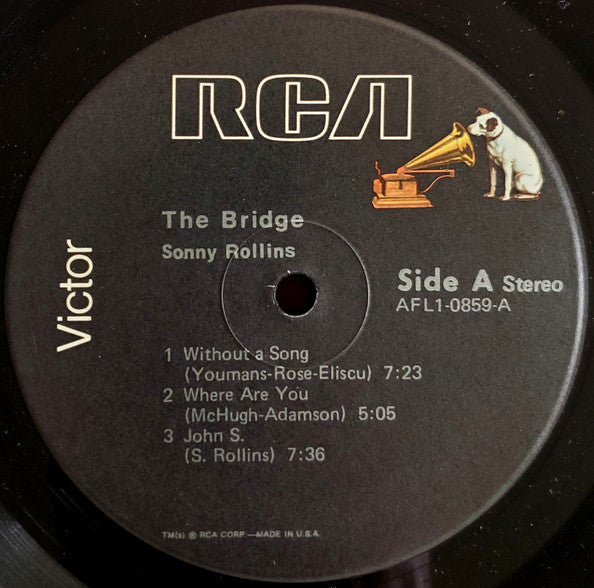 RCA
Victor
The Bridge
Sonny Rollins
Side A Stereo
AFL1-0859-A
1 Without a Song
(Youmans-Rose-Eliscu) 7:23
2 Where Are You
(McHugh-Adamson) 5:05
3 John S.
(S. Rollins) 7:36
TM(s) ® RCA CORP.—MADE IN U.S.A.